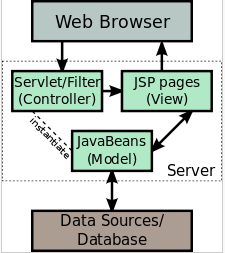 Web Browser
Servlet/Filter
(Controller)
JSP pages
(View)
instantiate
JavaBeans
(Model)
Server
Data Sources/
Database